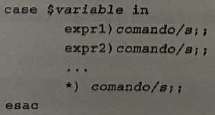 case $variable in
expr1) comando/s;;
expr2) comando/s;;
...
*) comando/s;;
esac